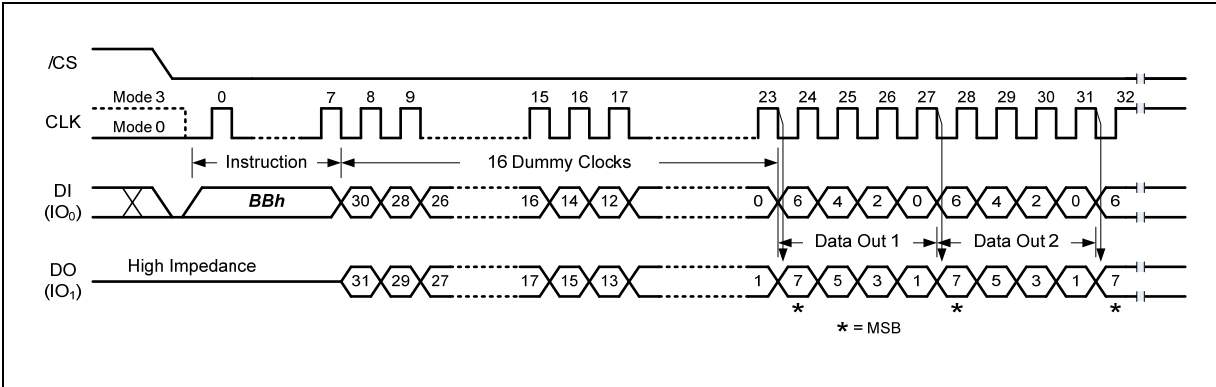 /CS
Mode 3 0 7 8 9 15 16 17 23 24 25 26 27 28 29 30 31 32
CLK
Mode 0
Instruction 16 Dummy Clocks
DI
(IO0) BBh 30 28 26 16 14 12 0 6 4 2 0 6 4 2 0 6
Data Out 1 Data Out 2
High Impedance
DO
(IO1) 31 29 27 17 15 13 1 7 5 3 1 7 5 3 1 7
* * *
* = MSB